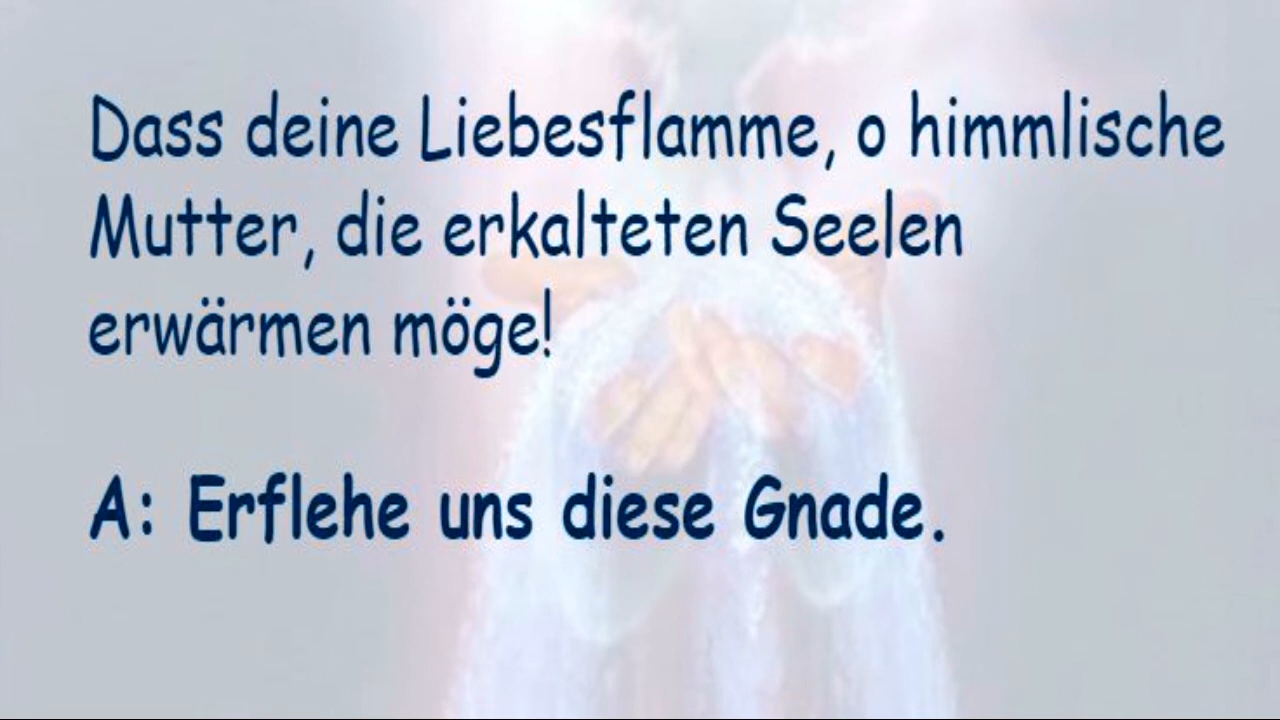 Dass deine Liebesflamme, o himmlische
Mutter, die erkalteten Seelen
erwärmen möge!
A: Erflehe uns diese Gnade.